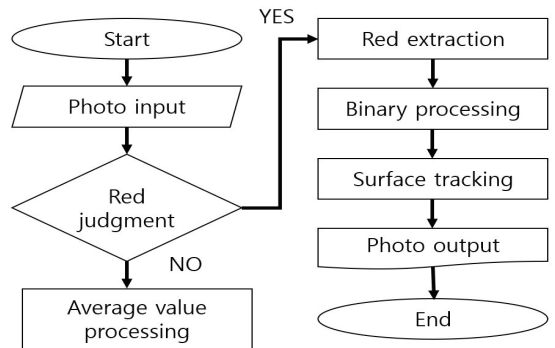 Start
Photo input
Red
judgment
YES
NO
Average value
processing
Red extraction
Binary processing
Surface tracking
Photo output
End